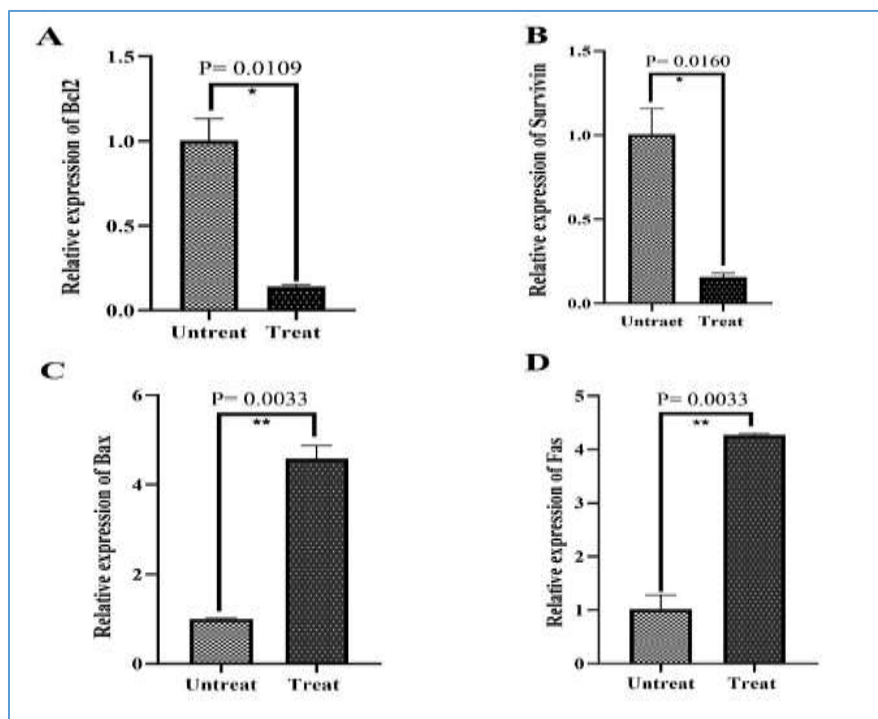 A
Relative expression of Bcl2
1.5
1.0
0.5
0.0
P= 0.0109
*
Untreat Treat
B
Relative expression of Survivin
1.5
1.0
0.5
0.0
P= 0.0160
*
Untraet Treat
C
Relative expression of Bax
6
4
2
0
P= 0.0033
**
Untreat Treat
D
Relative expression of Fas
5
4
3
2
1
0
P= 0.0033
**
Untreat Treat